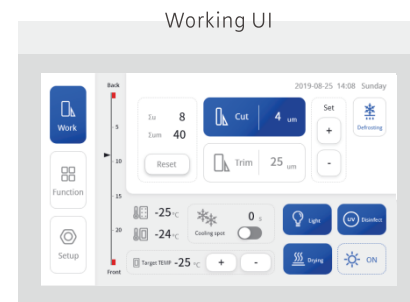 Working UI
Back
2019-08-25 14:08 Sunday
Work
5
Σu 8
Σum 40
Reset
Cut 4 um
Trim 25 um
Set
+
-
Defrosting
10
Function
15
-25 °C
-24 °C
20
Cooling spot
0 s
Light
UV Disinfect
Setup
Target TEMP -25 °C
+ -
Drying
ON
Front